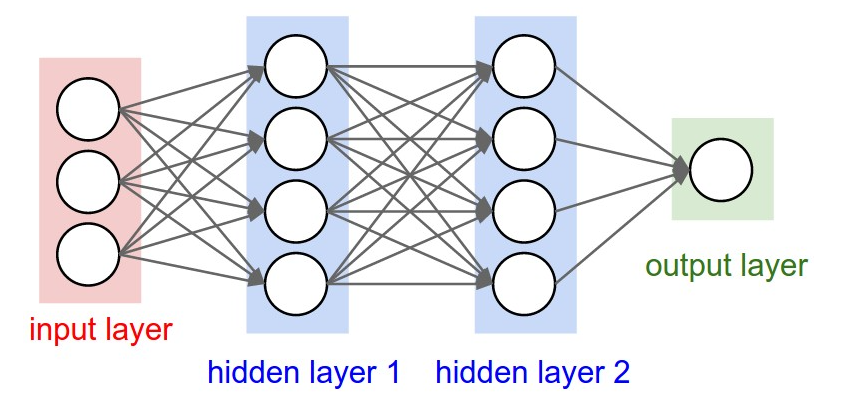 input layer
hidden layer 1
hidden layer 2
output layer